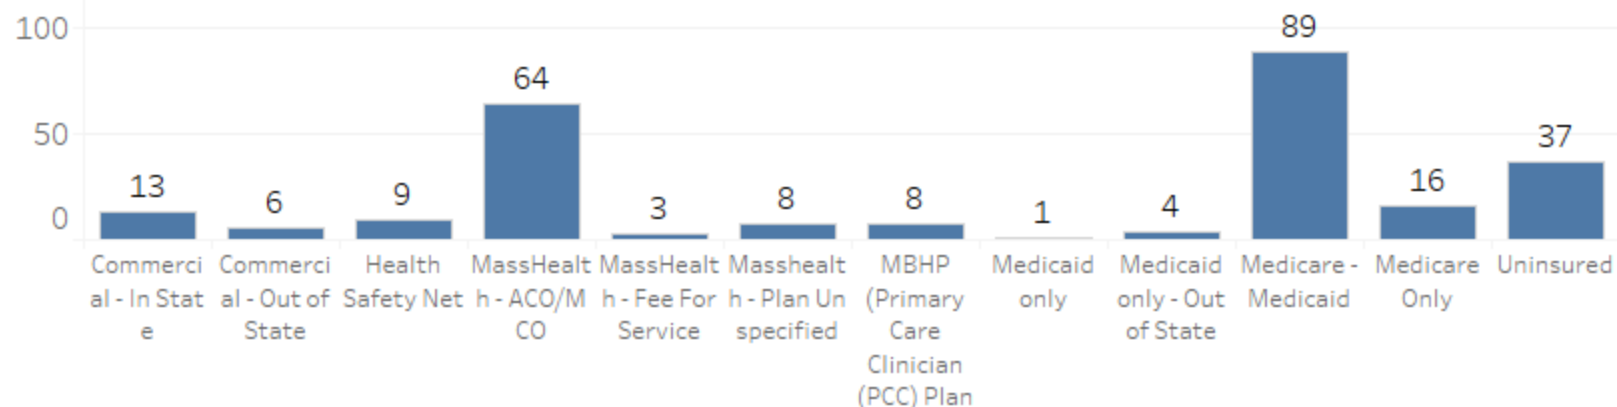 100
50
0
13
6
9
64
3
8
8
1
4
89
16
37
Commerci
al - In Stat
e
Commerci
al - Out of
State
Health
Safety Net
MassHealt
h - ACO/M
CO
MassHealt
h - Fee For
Service
Masshealt
h - Plan Un
specified
MBHP
(Primary
Care
Clinician
(PCC) Plan
Medicaid
only
Medicaid
only - Out
of State
Medicare -
Medicaid
Medicare
Only
Uninsured